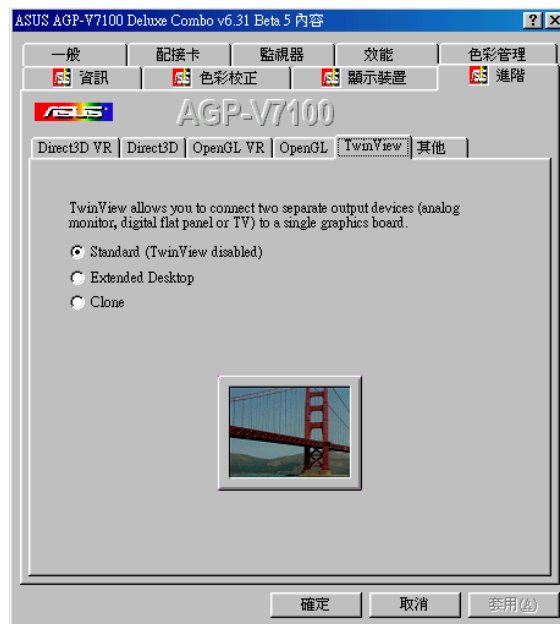 ASUS AGP-V7100 Deluxe Combo v6.31 Beta 5 內容
一般 配接卡 監視器 效能 色彩管理
資訊 色彩校正 顯示裝置 進階
ASUS AGP-V7100
Direct3D VR Direct3D OpenGL VR OpenGL TwinView 其他
TwinView allows you to connect two separate output devices (analog
monitor, digital flat panel or TV) to a single graphics board.
Standard (TwinView disabled)
Extended Desktop
Clone
確定 取消 套用(A)